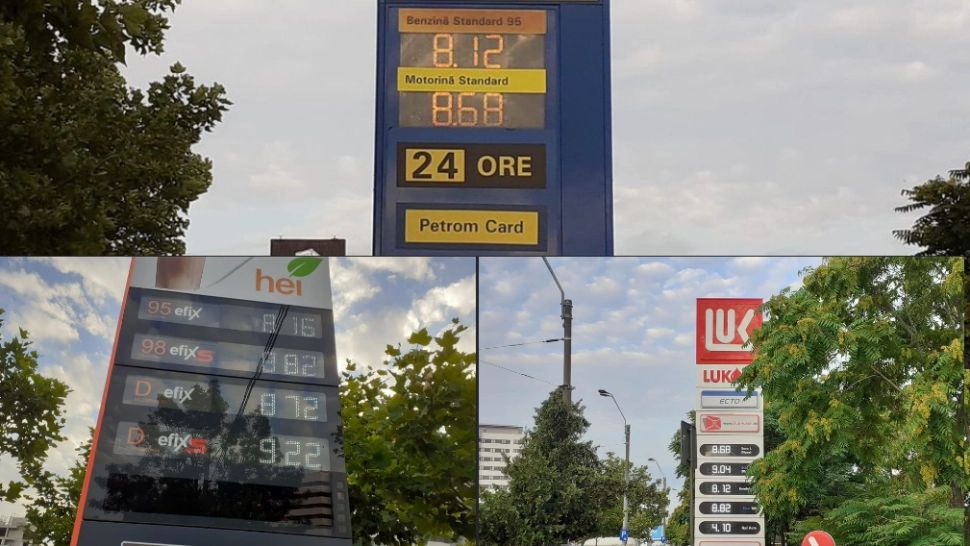 Benzină Standard 95
8.12
Motorină Standard
8.68
24 ORE
Petrom Card
hei
95 efix
8 16
98 efix S
D efix
8 72
D efix S
9 22
LUK
LUK
ECTO
8.68
9.04
8.12
8.82
4.10